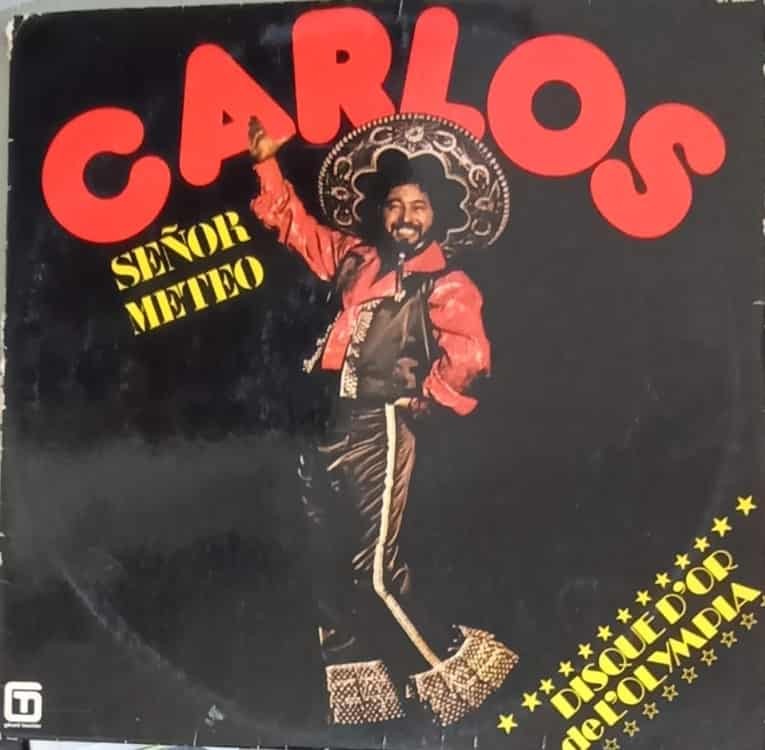 CARLOS
SEÑOR
METEO
DISQUE D'OR
de L'OLYMPIA